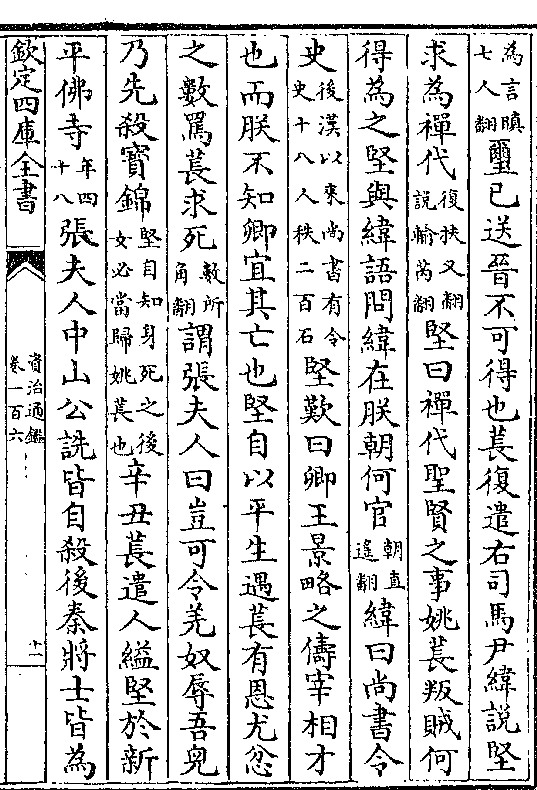 為言瞋七人翻璽已送晉不可得也萇復遣右司馬尹緯說堅
求為禪代復扶又翻說輸芮翻堅曰禪代聖賢之事姚萇叛賊何
得為之堅與緯語問緯在朕朝何官朝直遙翻緯曰尚書令
史後漢以來尚書有令史十八人秩二百石堅歎曰卿王景略之儔宰相才
也而朕不知卿宜其亡也堅自以平生遇萇有恩尤忿
之數罵萇求死數所角翻謂張夫人曰豈可令羌奴辱吾兒
乃先殺寶錦堅自知身死之後女必當歸姚萇也辛丑萇遣人縊堅於新
平佛寺年四十八張夫人中山公詵皆自殺後秦將士皆為
欽定四庫全書
資治通鑑
卷一百六
十一